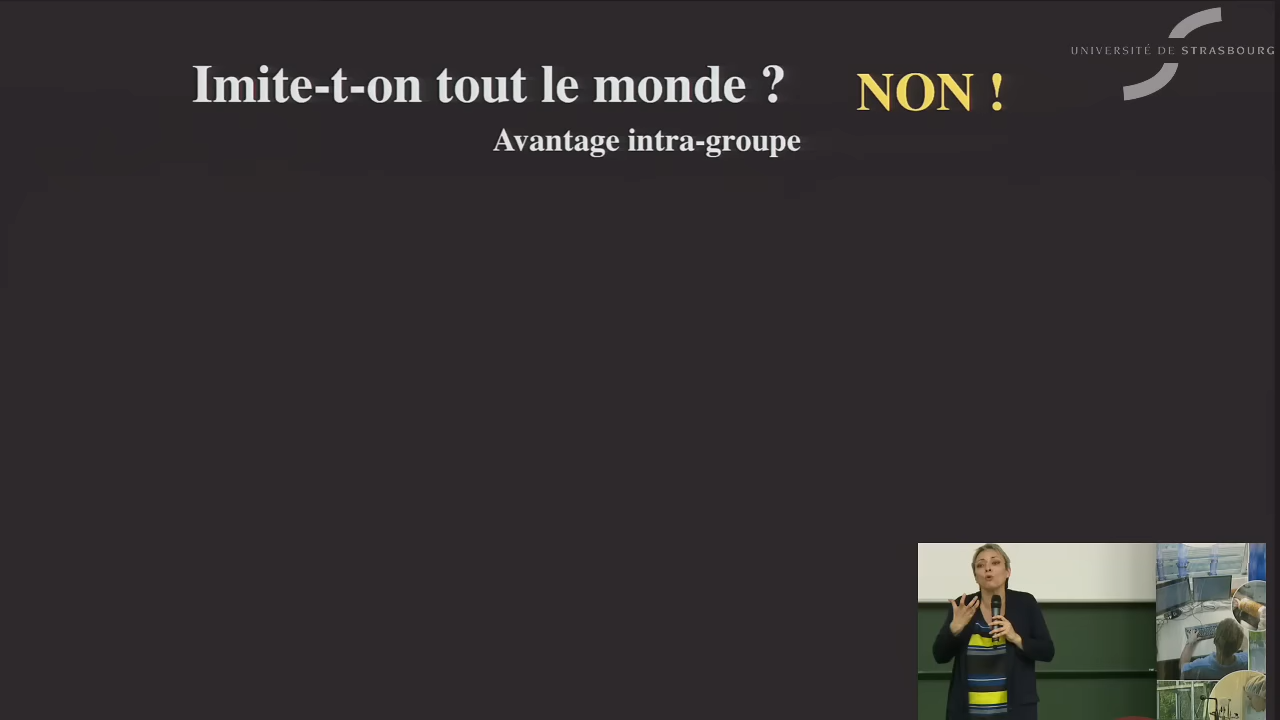 UNIVERSITÉ DE STRASBOURG
Imite-t-on tout le monde ? NON !
Avantage intra-groupe